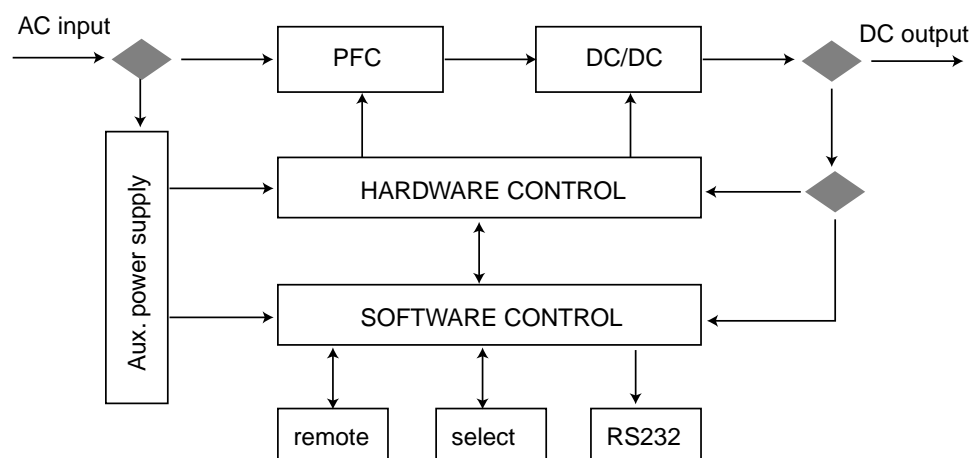 AC input
DC output
PFC
DC/DC
HARDWARE CONTROL
Aux. power supply
SOFTWARE CONTROL
remote
select
RS232